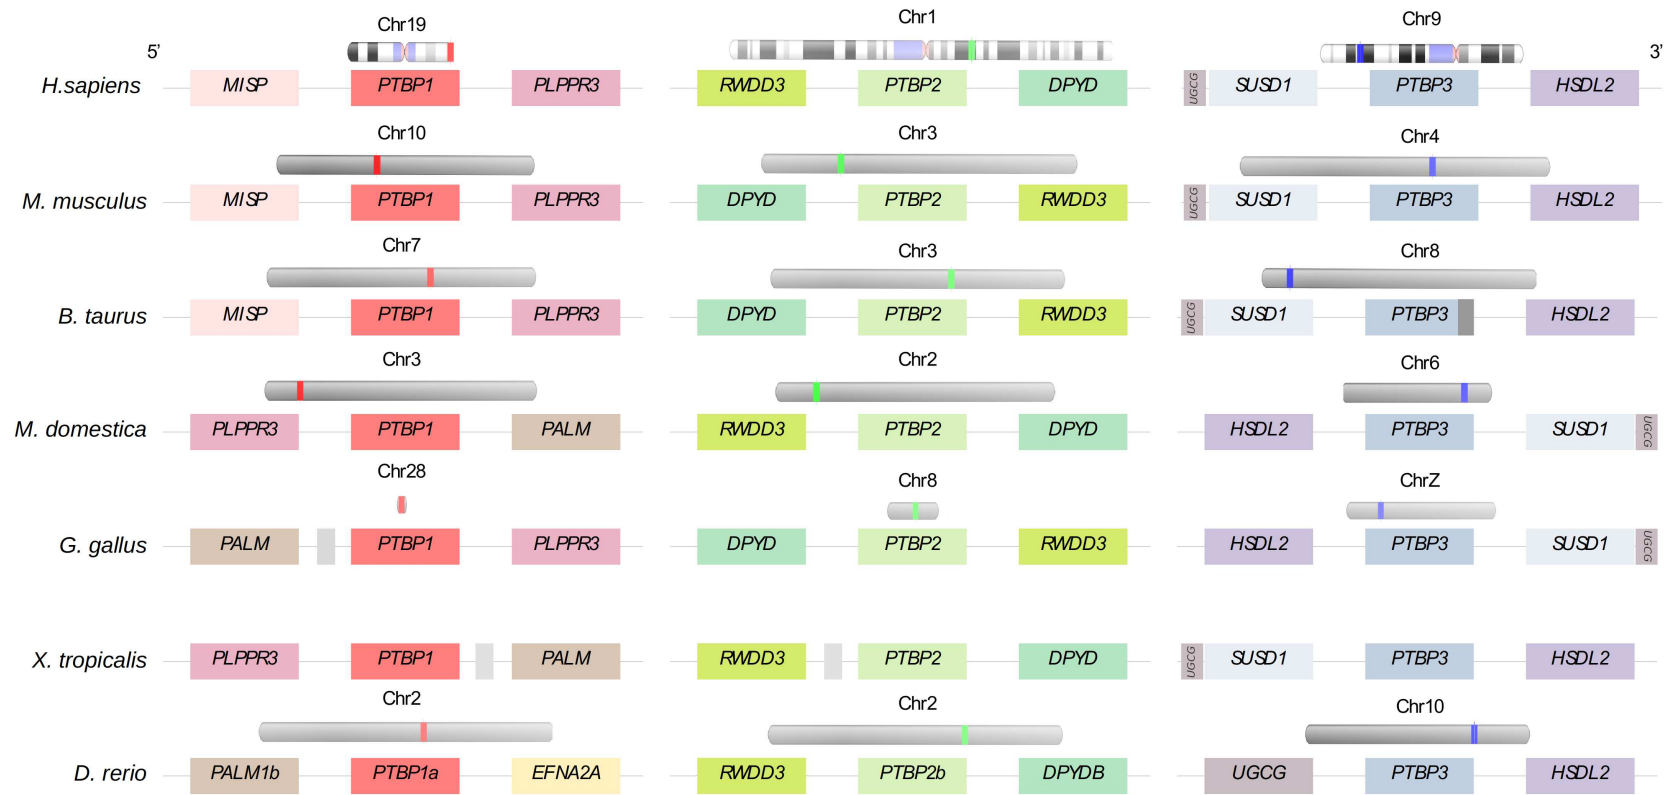 Chr19 Chr1 Chr9
5' 3'
H.sapiens MISP PTBP1 PLPPR3 RWDD3 PTBP2 DPYD UGCG SUSD1 PTBP3 HSDL2
Chr10 Chr3 Chr4
M. musculus MISP PTBP1 PLPPR3 DPYD PTBP2 RWDD3 UGCG SUSD1 PTBP3 HSDL2
Chr7 Chr3 Chr8
B. taurus MISP PTBP1 PLPPR3 DPYD PTBP2 RWDD3 UGCG SUSD1 PTBP3 HSDL2
Chr3 Chr2 Chr6
M. domestica PLPPR3 PTBP1 PALM RWDD3 PTBP2 DPYD HSDL2 PTBP3 SUSD1 UGCG
Chr28 Chr8 ChrZ
G. gallus PALM PTBP1 PLPPR3 DPYD PTBP2 RWDD3 HSDL2 PTBP3 SUSD1 UGCG
X. tropicalis PLPPR3 PTBP1 PALM RWDD3 PTBP2 DPYD UGCG SUSD1 PTBP3 HSDL2
Chr2 Chr2 Chr10
D. rerio PALM1b PTBP1a EFNA2A RWDD3 PTBP2b DPYDB UGCG PTBP3 HSDL2